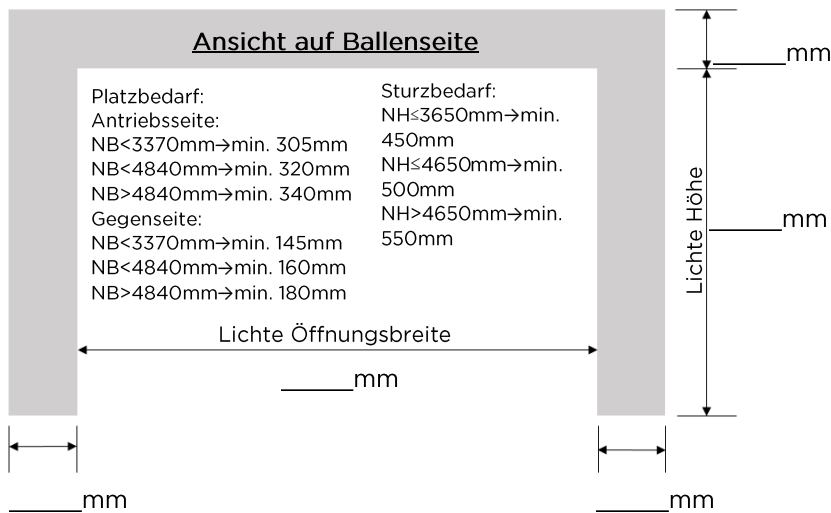 Ansicht auf Ballenseite
______mm
Platzbedarf:
Antriebsseite:
NB<3370mm→min. 305mm
NB<4840mm→min. 320mm
NB>4840mm→min. 340mm
Gegenseite:
NB<3370mm→min. 145mm
NB<4840mm→min. 160mm
NB>4840mm→min. 180mm
Sturzbedarf:
NH≤3650mm→min.
450mm
NH≤4650mm→min.
500mm
NH>4650mm→min.
550mm
Lichte Höhe
______mm
Lichte Öffnungsbreite
______mm
______mm
______mm